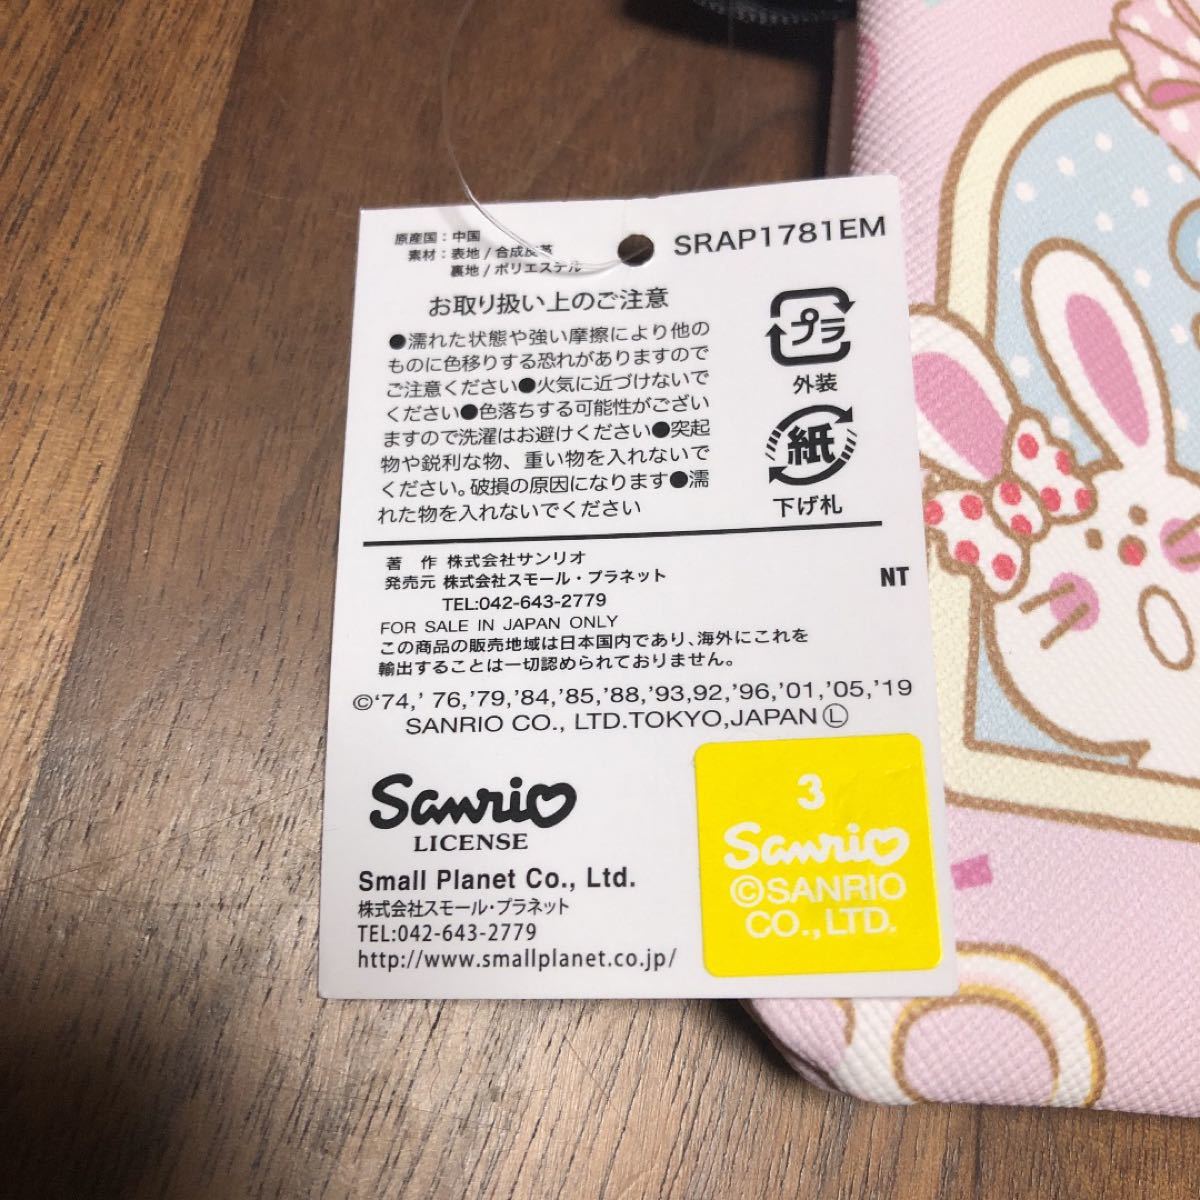 原産国：中国
素材：表地/合成皮革
裏地/ポリエステル
SRAP1781EM
お取り扱い上のご注意
●濡れた状態や強い摩擦により他の
ものに色移りする恐れがありますので
ご注意ください●火気に近づけないで
ください●色落ちする可能性がござい
ますので洗濯はお避けください●突起
物や鋭利な物、重い物を入れないで
ください。破損の原因になります●濡
れた物を入れないでください
プラ
外装
紙
下げ札
著　作 株式会社サンリオ
発売元 株式会社スモール・プラネット
TEL:042-643-2779
NT
FOR SALE IN JAPAN ONLY
この商品の販売地域は日本国内であり、海外にこれを
輸出することは一切認められておりません。
©'74,' 76,'79,'84,'85,'88,'93,92,'96,'01,'05,'19
SANRIO CO., LTD.TOKYO,JAPAN Ⓛ
Sanrio
LICENSE
Small Planet Co., Ltd.
株式会社スモール・プラネット
TEL:042-643-2779
http://www.smallplanet.co.jp/
3
Sanrio
©SANRIO
CO.,LTD.